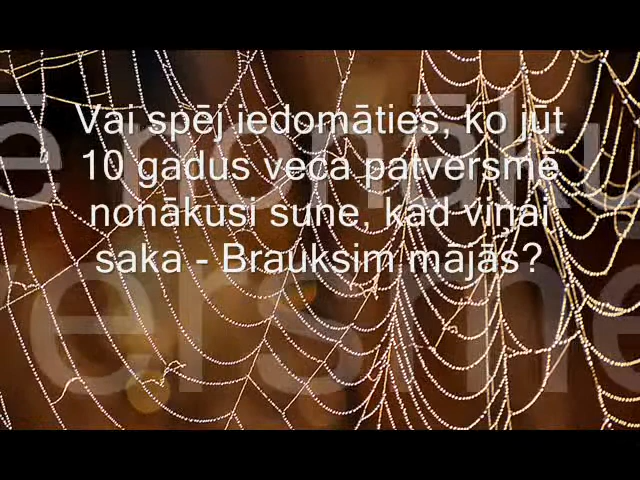 Vai spēj iedomāties, ko jūt
10 gadus veca patversmē
nonākusi sune, kad viņai
saka - Brauksim mājās?